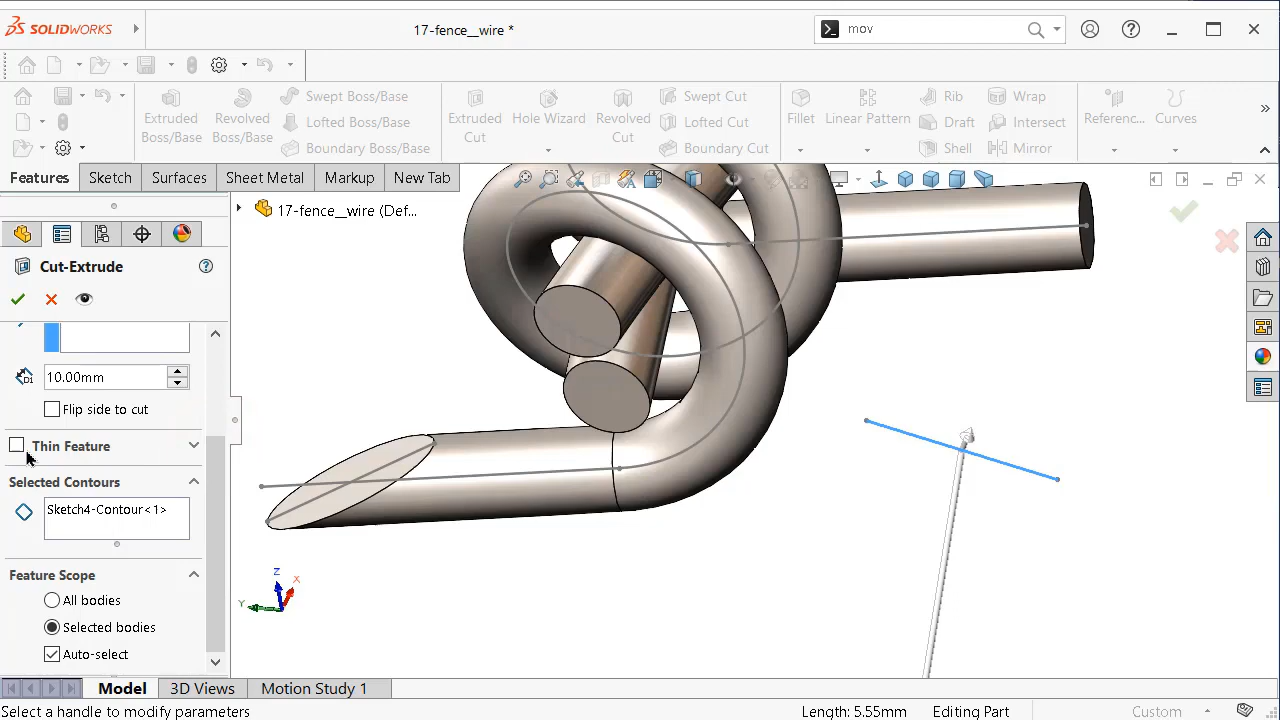 SOLIDWORKS
17-fence__wire *
mov
Extruded Boss/Base
Revolved Boss/Base
Swept Boss/Base
Lofted Boss/Base
Boundary Boss/Base
Extruded Cut
Hole Wizard
Revolved Cut
Swept Cut
Lofted Cut
Boundary Cut
Fillet
Linear Pattern
Rib
Draft
Shell
Wrap
Intersect
Mirror
Referenc...
Curves
Features
Sketch
Surfaces
Sheet Metal
Markup
New Tab
17-fence__wire (Def...
Cut-Extrude
10.00mm
Flip side to cut
Thin Feature
Selected Contours
Sketch4-Contour<1>
Feature Scope
All bodies
Selected bodies
Auto-select
Z
X
Y
Model
3D Views
Motion Study 1
Select a handle to modify parameters
Length: 5.55mm
Editing Part
Custom